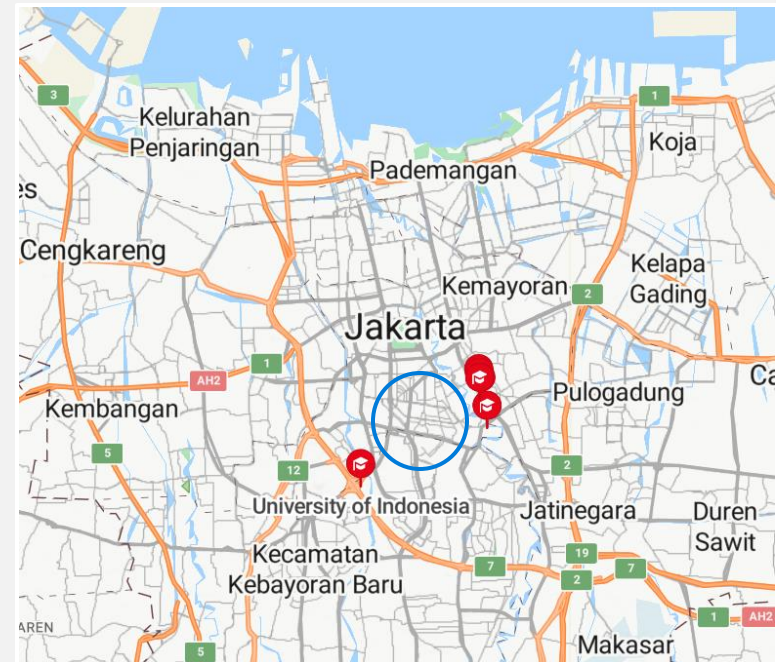 3
1
Kelurahan
Penjaringan
Koja
Pademangan
es
Cengkareng
Kelapa
Gading
Kemayoran
2
Jakarta
1
AH2
Ca
Pulogadung
Kembangan
5
12
2
University of Indonesia
Jatinegara
Duren
Sawit
Kecamatan
Kebayoran Baru
7
19
2
7
1
AH2
AREN
5
Makasar